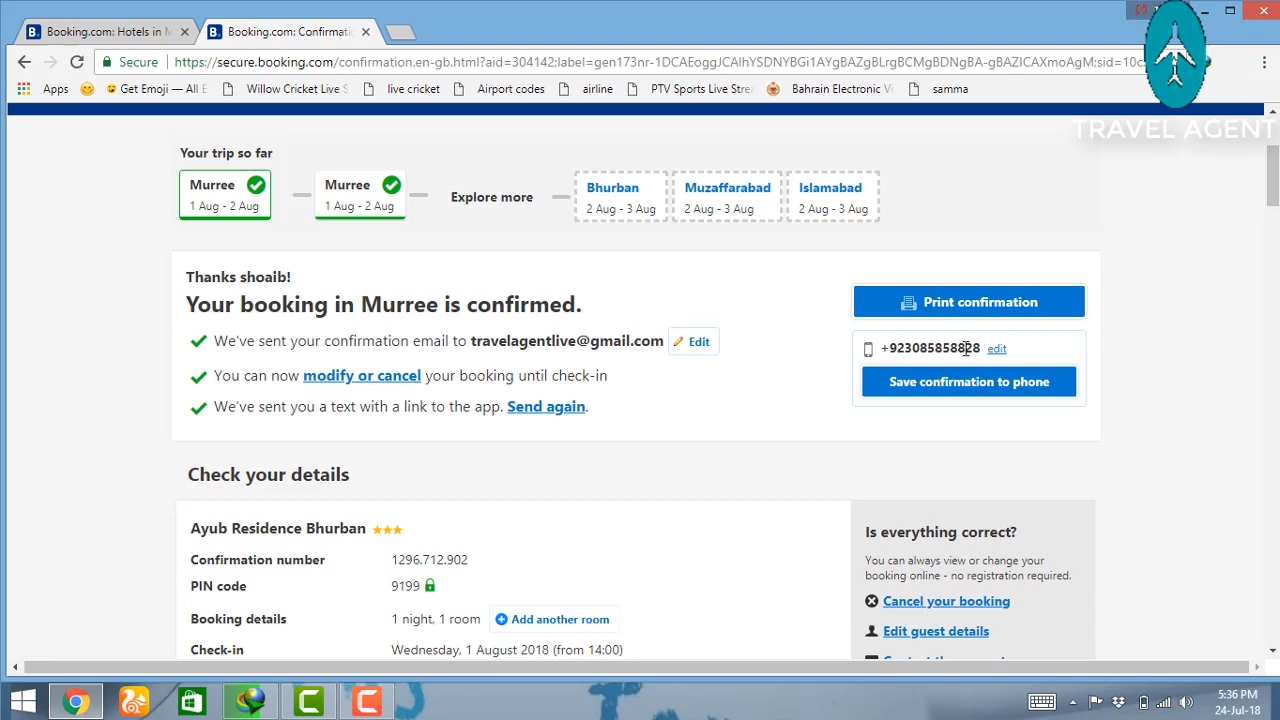 Booking.com: Hotels in M
Booking.com: Confirmati
Secure
https://secure.booking.com/confirmation.en-gb.html?aid=304142;label=gen173nr-1DCAEoggJCAlhYSDNYBGi1AYgBAZgBLrgBCMgBDNgBA-gBAZICAXmoAgM;sid=10c
Apps
Get Emoji — All E
Willow Cricket Live S
live cricket
Airport codes
airline
PTV Sports Live Stre
Bahrain Electronic V
samma
TRAVEL AGENT
Your trip so far
Murree
1 Aug - 2 Aug
Murree
1 Aug - 2 Aug
Explore more
Bhurban
2 Aug - 3 Aug
Muzaffarabad
2 Aug - 3 Aug
Islamabad
2 Aug - 3 Aug
Thanks shoaib!
Your booking in Murree is confirmed.
We've sent your confirmation email to travelagentlive@gmail.com Edit
You can now modify or cancel your booking until check-in
We've sent you a text with a link to the app. Send again.
Print confirmation
+923085858828 edit
Save confirmation to phone
Check your details
Ayub Residence Bhurban
Confirmation number 1296.712.902
PIN code 9199
Booking details 1 night, 1 room Add another room
Check-in Wednesday, 1 August 2018 (from 14:00)
Is everything correct?
You can always view or change your
booking online - no registration required.
Cancel your booking
Edit guest details
5:36 PM
24-Jul-18